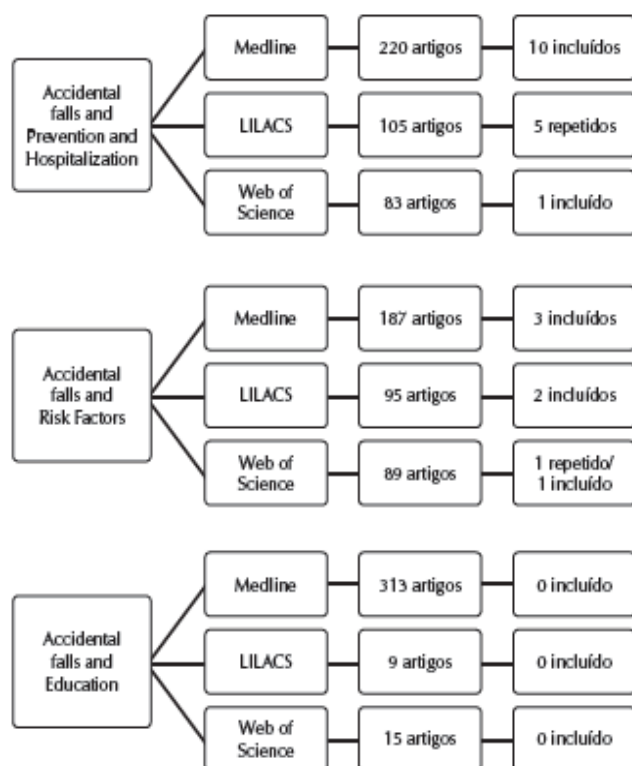 Accidental
falls and
Prevention and
Hospitalization
Medline
220 artigos
10 incluídos
LILACS
105 artigos
5 repetidos
Web of
Science
83 artigos
1 incluído
Accidental
falls and
Risk Factors
Medline
187 artigos
3 incluídos
LILACS
95 artigos
2 incluídos
Web of
Science
89 artigos
1 repetido/
1 incluído
Accidental
falls and
Education
Medline
313 artigos
0 incluído
LILACS
9 artigos
0 incluído
Web of
Science
15 artigos
0 incluído